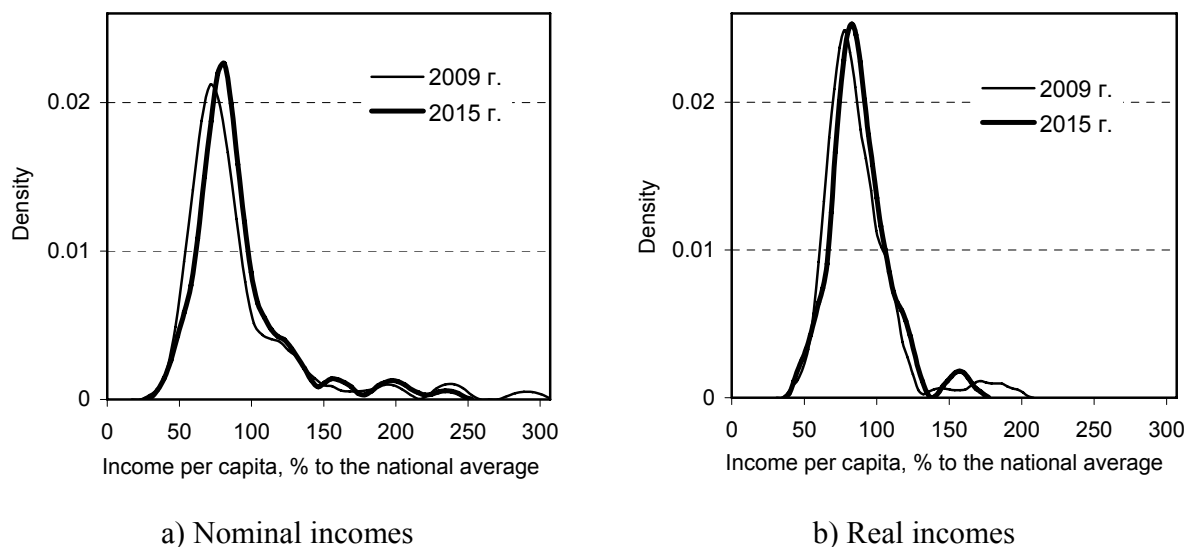 2009 г.
2015 г.
0.02
0.01
0
Density
0 50 100 150 200 250 300
Income per capita, % to the national average
a) Nominal incomes
2009 г.
2015 г.
0.02
0.01
0
Density
0 50 100 150 200 250 300
Income per capita, % to the national average
b) Real incomes